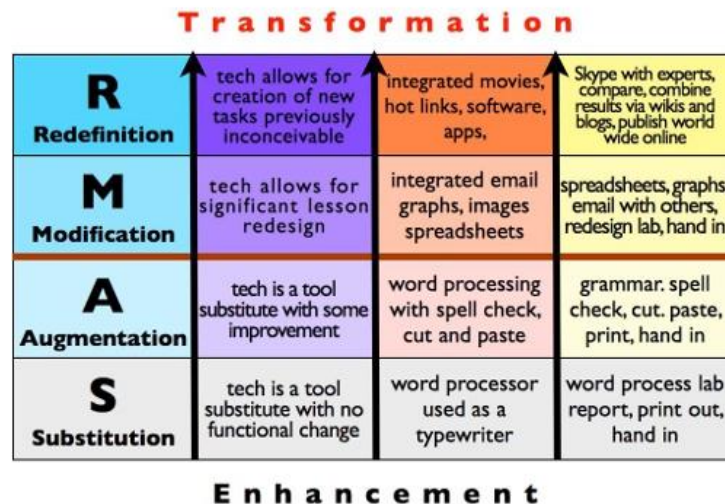 Transformation
R
Redefinition
tech allows for
creation of new
tasks previously
inconceivable
integrated movies,
hot links, software,
apps,
Skype with experts,
compare, combine
results via wikis and
blogs, publish world
wide online
M
Modification
tech allows for
significant lesson
redesign
integrated email
graphs, images
spreadsheets
spreadsheets, graphs,
email with others,
redesign lab, hand in
A
Augmentation
tech is a tool
substitute with some
improvement
word processing
with spell check,
cut and paste
grammar. spell
check, cut. paste,
print, hand in
S
Substitution
tech is a tool
substitute with no
functional change
word processor
used as a
typewriter
word process lab
report, print out,
hand in
Enhancement